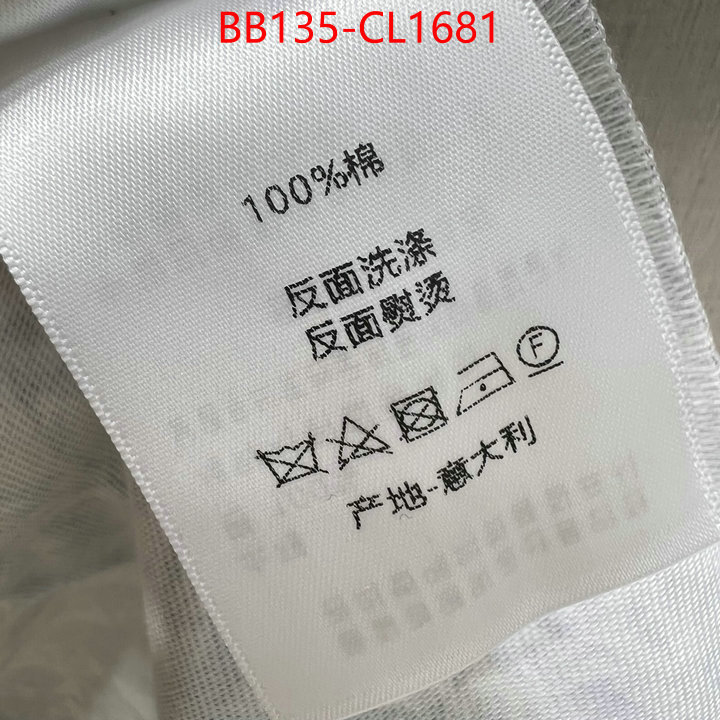 BB135-CL1681
100%棉
反面洗涤
反面熨烫
F
产地-意大利